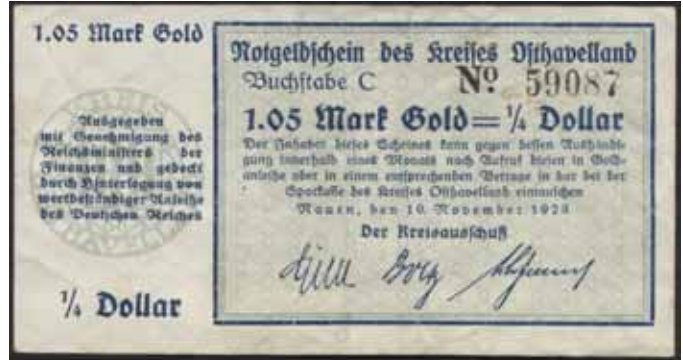 1.05 Mark Gold
Ausgegeben
mit Genehmigung des
Reichsministers der
Finanzen und gedeckt
durch Hinterlegung von
wertbeständiger Anleihe
des Deutschen Reiches
1/4 Dollar
Notgeldschein des Kreises Osthavelland
Buchstabe C No 59087
1.05 Mark Gold = 1/4 Dollar
Der Inhaber dieses Scheines kann gegen dessen Aushändi-
gung innerhalb eines Monats nach Aufruf diesen in Gold-
anleihe oder in einem entsprechenden Betrage in bar bei der
Sparkasse des Kreises Osthavelland eintauschen
Nauen, den 10. November 1923
Der Kreisausschuß